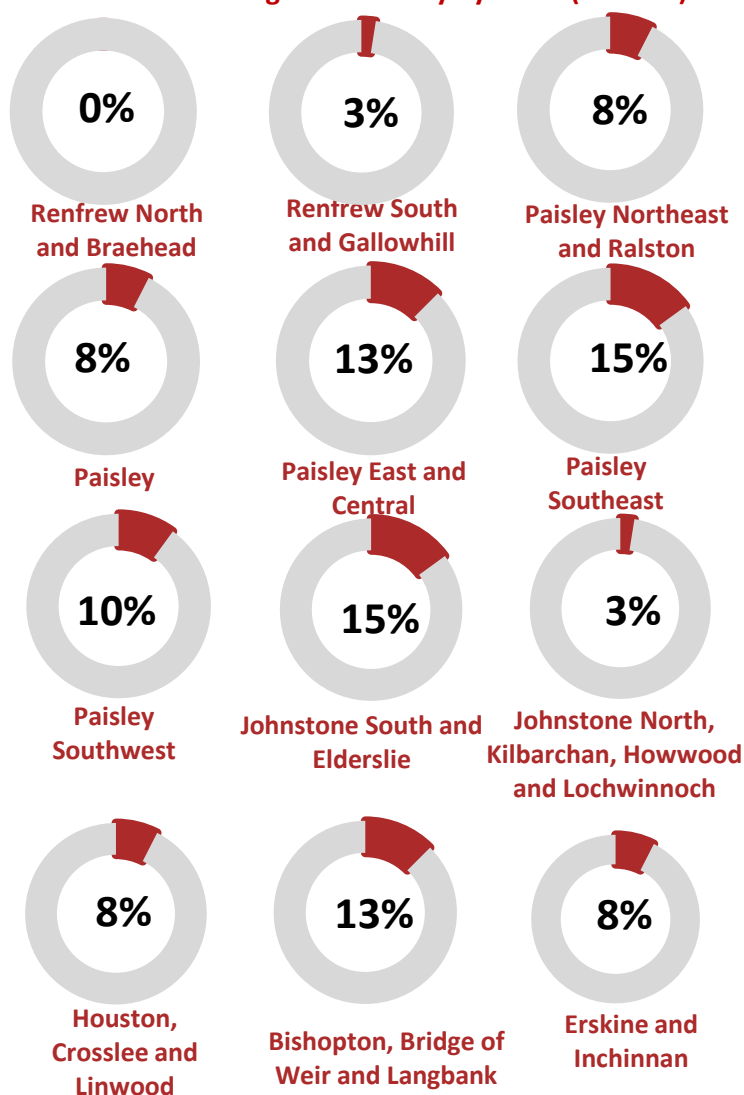 0%
3%
8%
Renfrew North
and Braehead
Renfrew South
and Gallowhill
Paisley Northeast
and Ralston
8%
13%
15%
Paisley
Paisley East and
Central
Paisley
Southeast
10%
15%
3%
Paisley
Southwest
Johnstone South and
Elderslie
Johnstone North,
Kilbarchan, Howwood
and Lochwinnoch
8%
13%
8%
Houston,
Crosslee and
Linwood
Bishopton, Bridge of
Weir and Langbank
Erskine and
Inchinnan